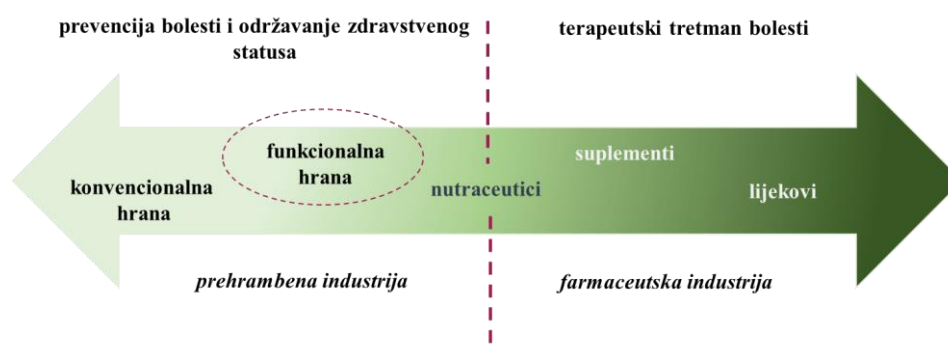 prevencija bolesti i održavanje zdravstvenog
statusa
terapeutski tretman bolesti
funkcionalna
hrana
suplementi
konvencionalna
hrana
nutraceutici
lijekovi
prehrambena industrija
farmaceutska industrija